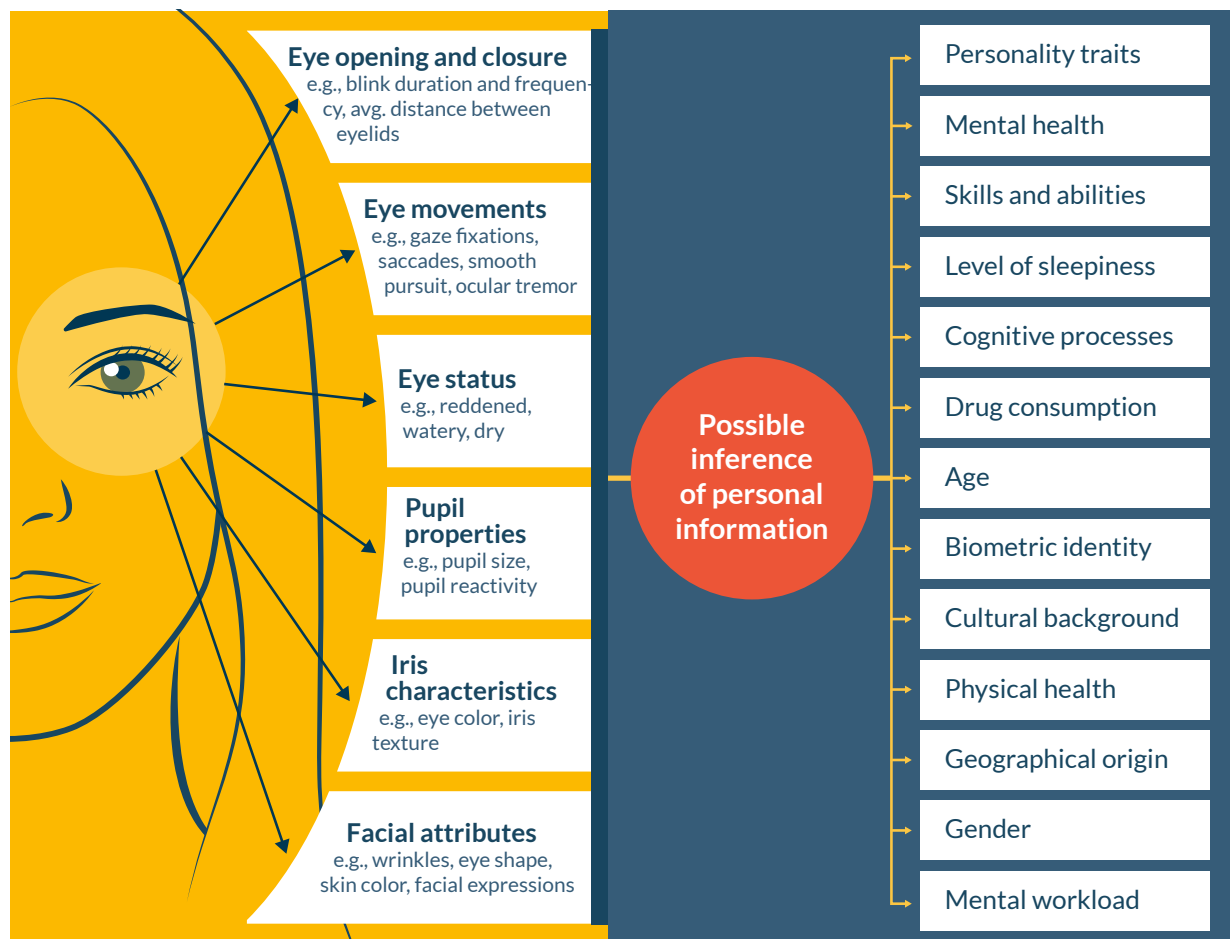 Eye opening and closure
e.g., blink duration and frequen-
cy, avg. distance between
eyelids
Eye movements
e.g., gaze fixations,
saccades, smooth
pursuit, ocular tremor
Eye status
e.g., reddened,
watery, dry
Pupil
properties
e.g., pupil size,
pupil reactivity
Iris
characteristics
e.g., eye color, iris
texture
Facial attributes
e.g., wrinkles, eye shape,
skin color, facial expressions
Possible
inference
of personal
information
Personality traits
Mental health
Skills and abilities
Level of sleepiness
Cognitive processes
Drug consumption
Age
Biometric identity
Cultural background
Physical health
Geographical origin
Gender
Mental workload